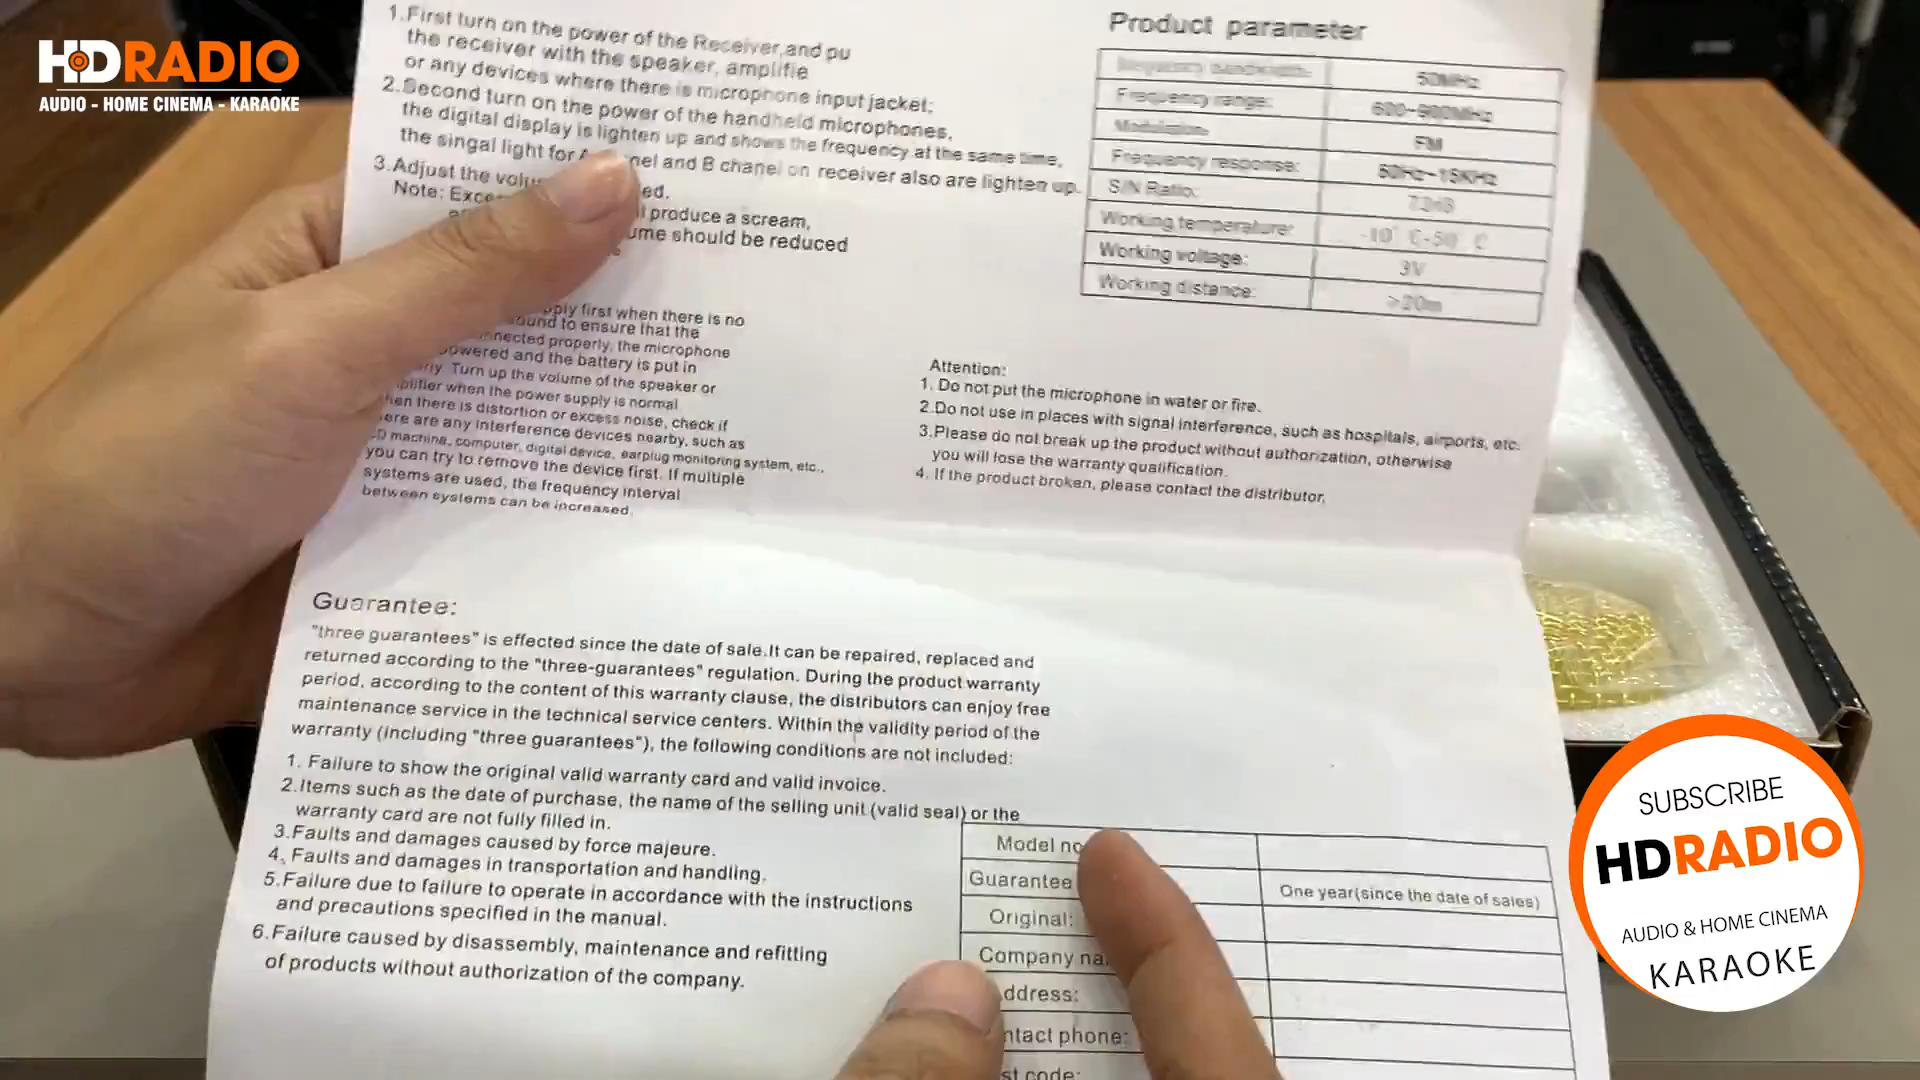 HDRADIO
AUDIO - HOME CINEMA - KARAOKE
1.First turn on the power of the Receiver,and pu
the receiver with the speaker, amplifie
or any devices where there is microphone input jacket;
2.Second turn on the power of the handheld microphones,
the digital display is lighten up and shows the frequency at the same time,
the singal light for nel and B chanel on receiver also are lighten up.
3.Adjust the ed.
Note: produce a scream,
should be reduced
Product parameter
Frequency bandwidth: 50MHz
Frequency range: 600~900MHz
Modulation: FM
Frequency response: 50Hz~15KHz
S/N Ratio:
Working temperature: -10°C-50°C
Working voltage: 3V
Working distance: >20m
first when there is no
to ensure that the
nnected properly, the microphone
owered and the battery is put in
Turn up the volume of the speaker or
when the power supply is normal
hen there is distortion or excess noise, check if
ere are any interference devices nearby, such as
machine, computer, digital device, earplug monitoring system, etc.,
you can try to remove the device first. If multiple
systems are used, the frequency interval
between systems can be increased.
Attention:
1. Do not put the microphone in water or fire.
2.Do not use in places with signal interference, such as hospitals, airports, etc.
3.Please do not break up the product without authorization, otherwise
you will lose the warranty qualification.
4. If the product broken, please contact the distributor.
Guarantee:
"three guarantees" is effected since the date of sale.It can be repaired, replaced and
returned according to the "three-guarantees" regulation. During the product warranty
period, according to the content of this warranty clause, the distributors can enjoy free
maintenance service in the technical service centers. Within the validity period of the
warranty (including "three guarantees"), the following conditions are not included:
1. Failure to show the original valid warranty card and valid invoice.
2.Items such as the date of purchase, the name of the selling unit (valid seal) or the
warranty card are not fully filled in.
3.Faults and damages caused by force majeure.
4. Faults and damages in transportation and handling.
5.Failure due to failure to operate in accordance with the instructions
and precautions specified in the manual.
6.Failure caused by disassembly, maintenance and refitting
of products without authorization of the company.
Model no
Guarantee One year(since the date of sales)
Original:
Company na
ddress:
ntact phone:
st code:
SUBSCRIBE
HDRADIO
AUDIO & HOME CINEMA
KARAOKE